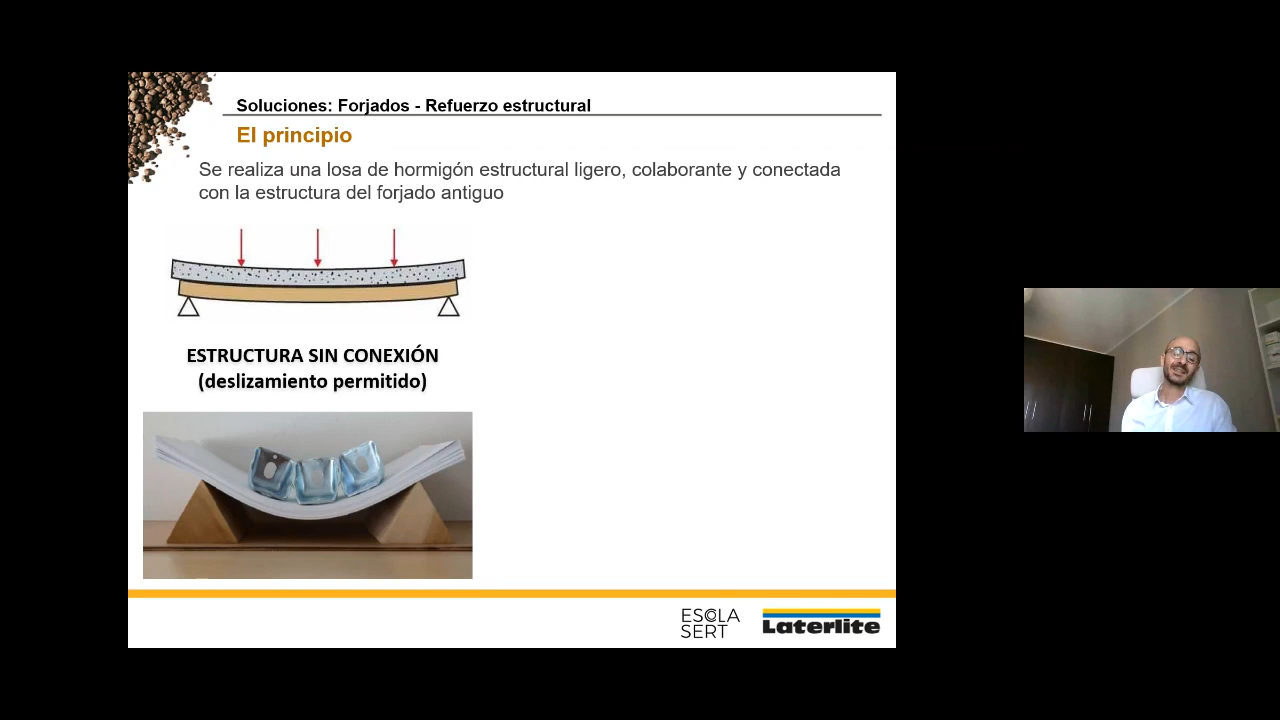 Soluciones: Forjados - Refuerzo estructural
El principio
Se realiza una losa de hormigón estructural ligero, colaborante y conectada
con la estructura del forjado antiguo
ESTRUCTURA SIN CONEXIÓN
(deslizamiento permitido)
ESCOLA
SERT
Laterlite